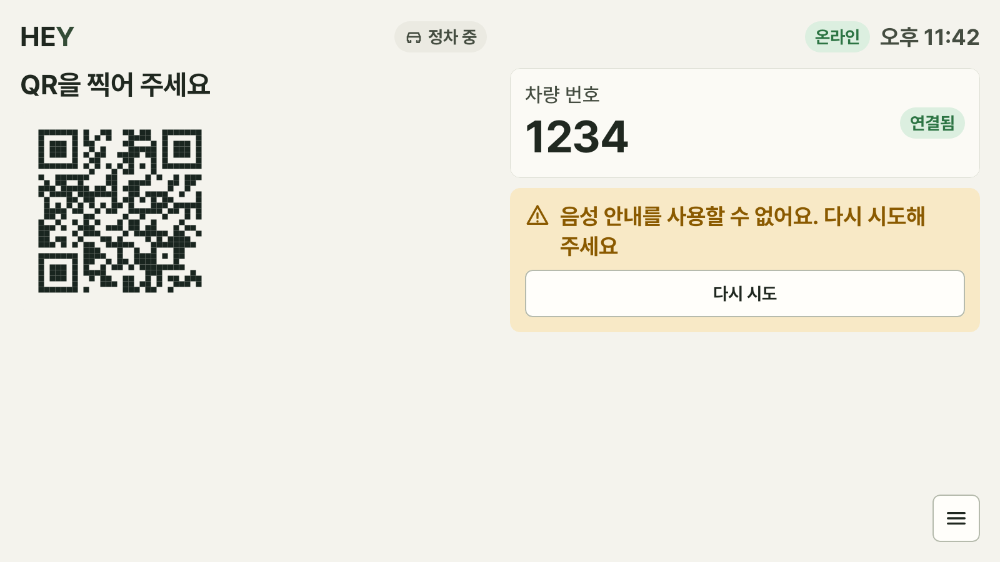 HEY
정차 중
온라인
오후 11:42
QR을 찍어 주세요
차량 번호
1234
연결됨
음성 안내를 사용할 수 없어요. 다시 시도해
주세요
다시 시도